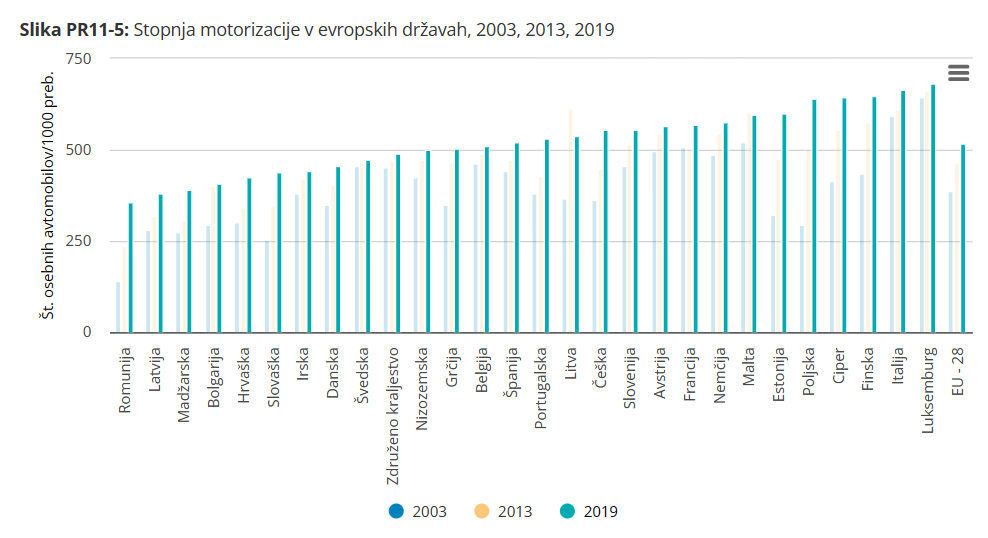 Slika PR11-5: Stopnja motorizacije v evropskih državah, 2003, 2013, 2019
Št. osebnih avtomobilov/1000 preb.
750
500
250
0
Romunija
Latvija
Madžarska
Bolgarija
Hrvaška
Slovaška
Irska
Danska
Švedska
Združeno kraljestvo
Nizozemska
Grčija
Belgija
Španija
Portugalska
Litva
Češka
Slovenija
Avstrija
Francija
Nemčija
Malta
Estonija
Poljska
Ciper
Finska
Italija
Luksemburg
EU - 28
2003
2013
2019